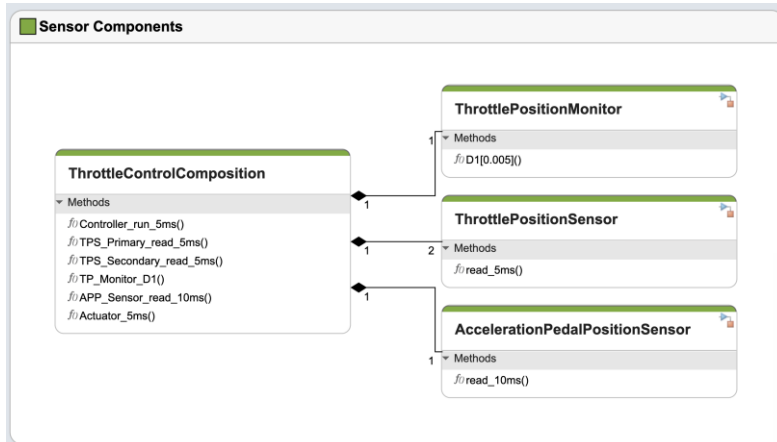 Sensor Components
ThrottleControlComposition
Methods
f()Controller_run_5ms()
f()TPS_Primary_read_5ms()
f()TPS_Secondary_read_5ms()
f()TP_Monitor_D1()
f()APP_Sensor_read_10ms()
f()Actuator_5ms()
1
1
ThrottlePositionMonitor
Methods
f()D1[0.005]()
1
2
ThrottlePositionSensor
Methods
f()read_5ms()
1
1
AccelerationPedalPositionSensor
Methods
f()read_10ms()